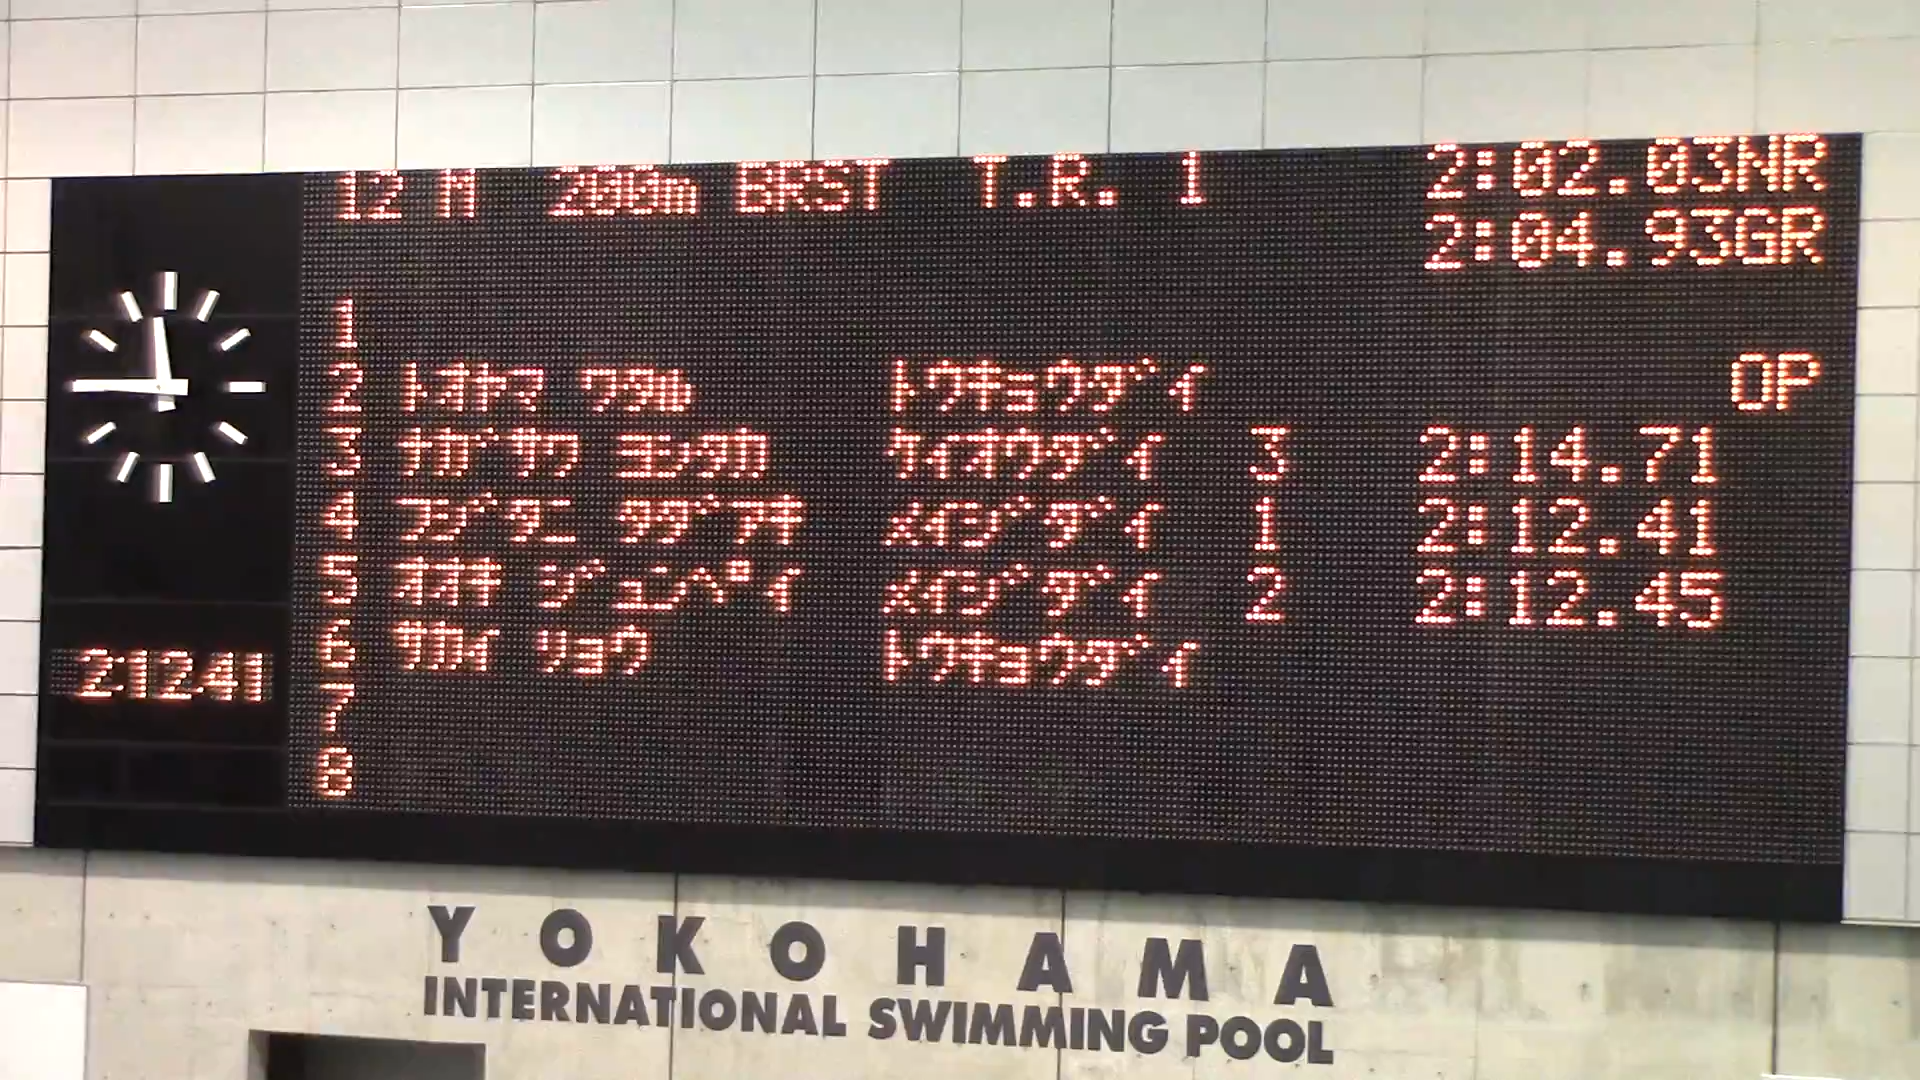 12 M 200m BRST T.R. 1 2:02.03NR
2:04.93GR
1
2 トオヤマ ワタル トウキョウダイ OP
3 ナガサワ ヨシタカ ケイオウダイ 3 2:14.71
4 フジタニ タダアキ メイジダイ 1 2:12.41
5 オオキ ジュンペイ メイジダイ 2 2:12.45
6 サカイ リョウ トウキョウダイ
7
8
2:12.41
YOKOHAMA
INTERNATIONAL SWIMMING POOL